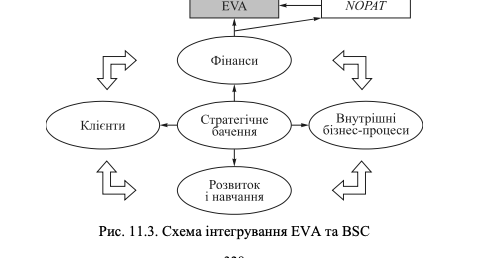 EVA
NOPAT
Фінанси
Клієнти
Стратегічне
бачення
Внутрішні
бізнес-процеси
Розвиток
і навчання
Рис. 11.3. Схема інтегрування EVA та BSC